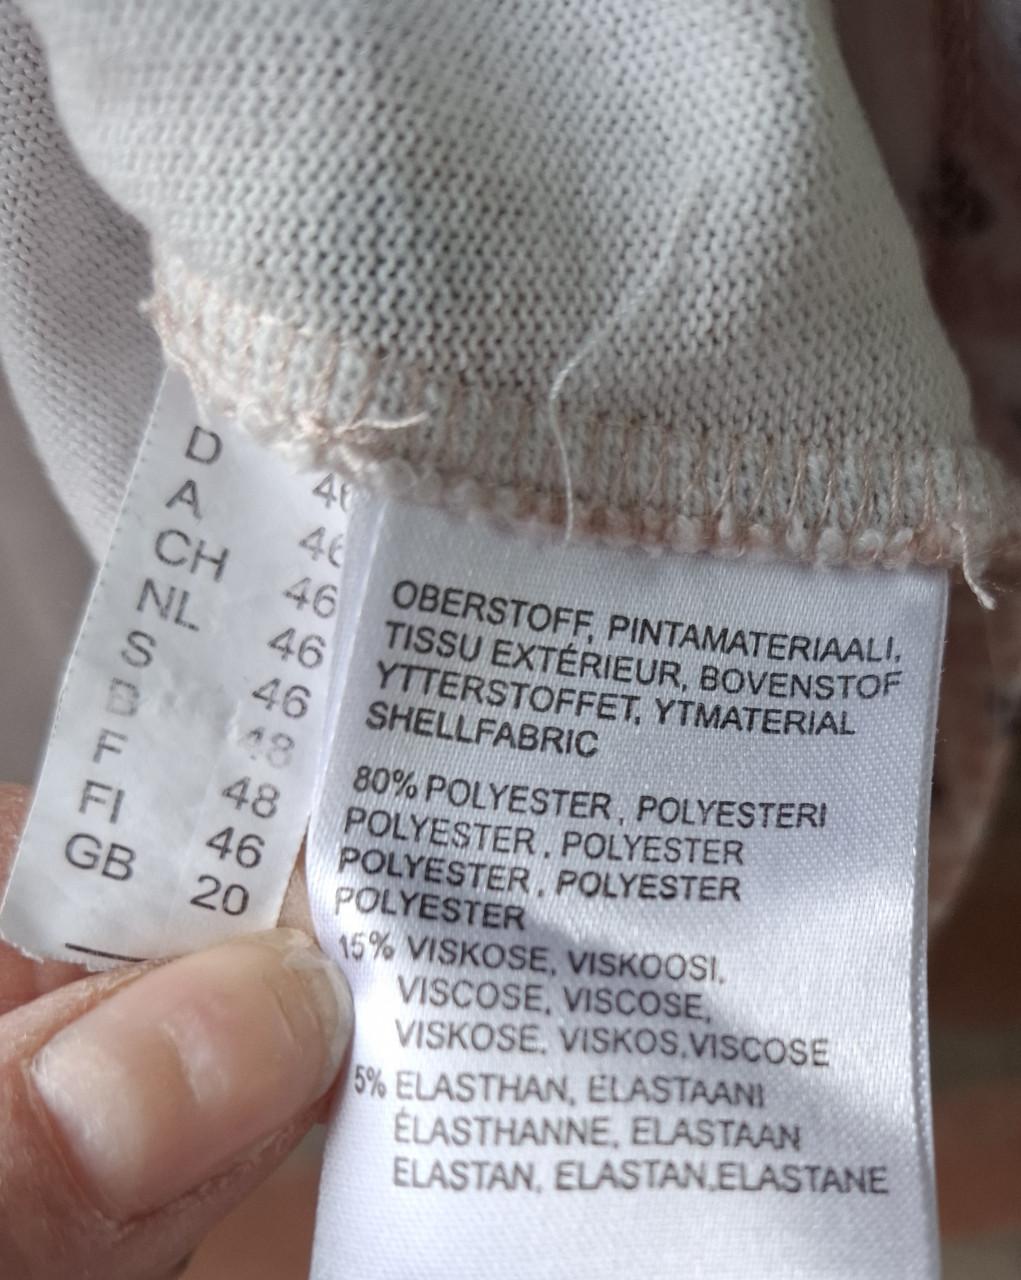 D 46
A 46
CH 46
NL 46
S 46
B 48
F 48
FI 46
GB 20
OBERSTOFF, PINTAMATERIAALI,
TISSU EXTÉRIEUR, BOVENSTOF
YTTERSTOFFET, YTMATERIAL
SHELLFABRIC
80% POLYESTER, POLYESTERI
POLYESTER, POLYESTER
POLYESTER, POLYESTER
POLYESTER
15% VISKOSE, VISKOOSI,
VISCOSE, VISCOSE,
VISKOSE, VISKOS,VISCOSE
5% ELASTHAN, ELASTAANI
ÉLASTHANNE, ELASTAAN
ELASTAN, ELASTAN,ELASTANE